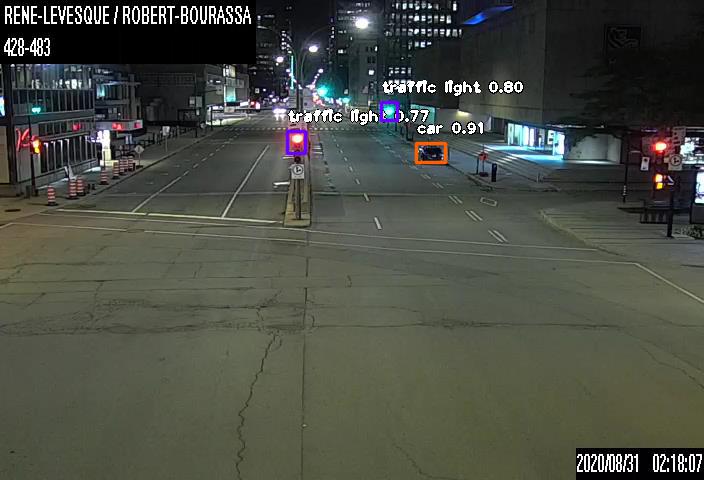 RENE-LEVESQUE / ROBERT-BOURASSA
428-483
traffic light 0.80
traffic light 0.77
car 0.91
2020/08/31 02:18:07